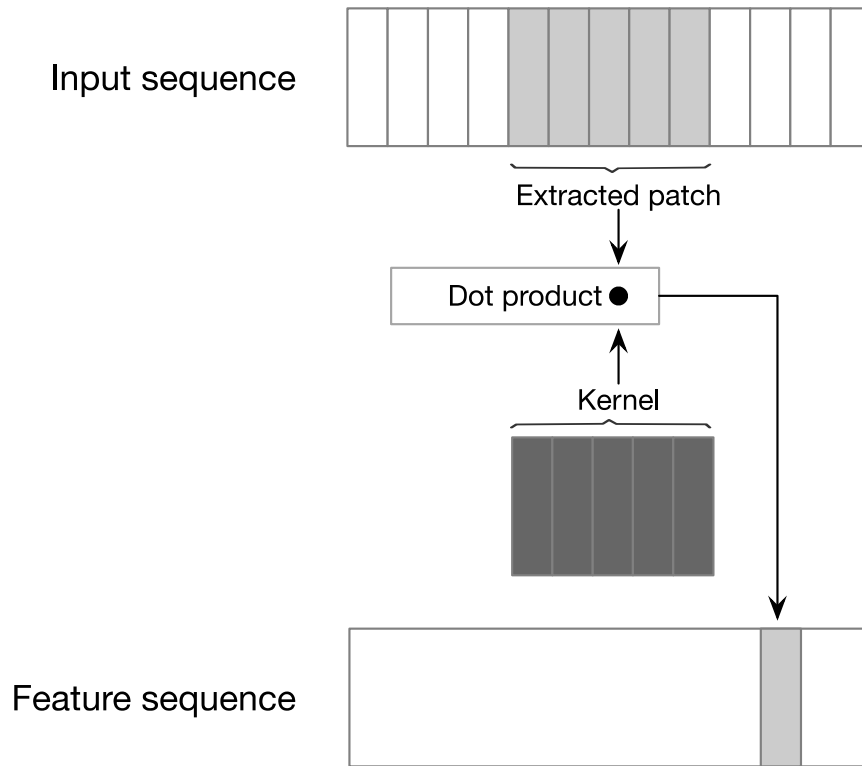 Input sequence
Extracted patch
Dot product
Kernel
Feature sequence